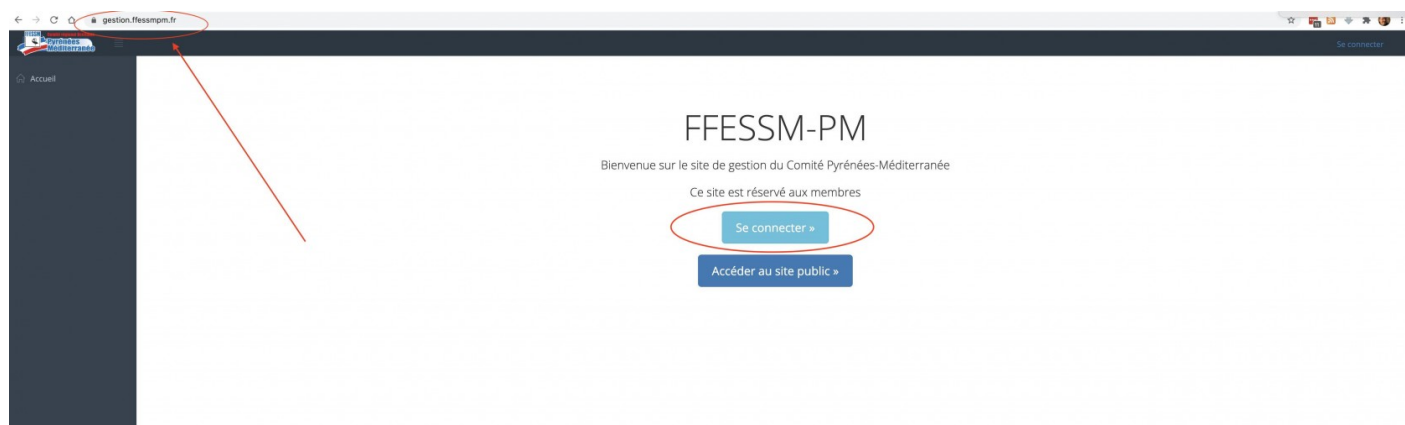 gestion.ffessmpm.fr
Pyrénées
Méditerranée
Se connecter
Accueil
FFESSM-PM
Bienvenue sur le site de gestion du Comité Pyrénées-Méditerranée
Ce site est réservé aux membres
Se connecter »
Accéder au site public »